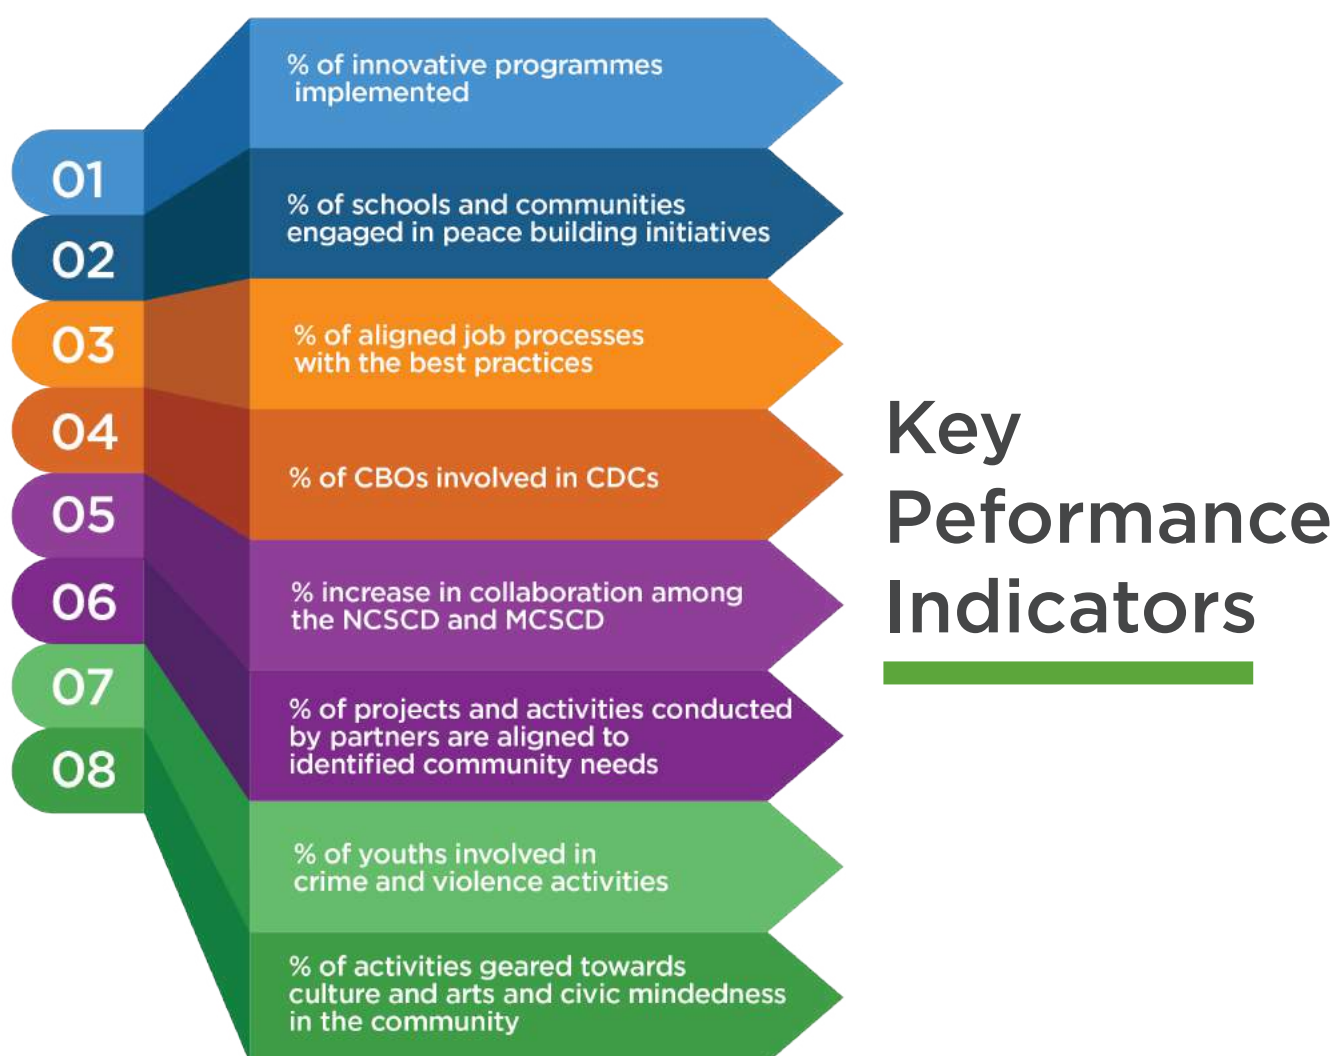 01
% of innovative programmes
implemented
02
% of schools and communities
engaged in peace building initiatives
03
% of aligned job processes
with the best practices
04
% of CBOs involved in CDCs
05
% increase in collaboration among
the NCSCD and MCSCD
06
% of projects and activities conducted
by partners are aligned to
identified community needs
07
% of youths involved in
crime and violence activities
08
% of activities geared towards
culture and arts and civic mindedness
in the community
Key
Peformance
Indicators